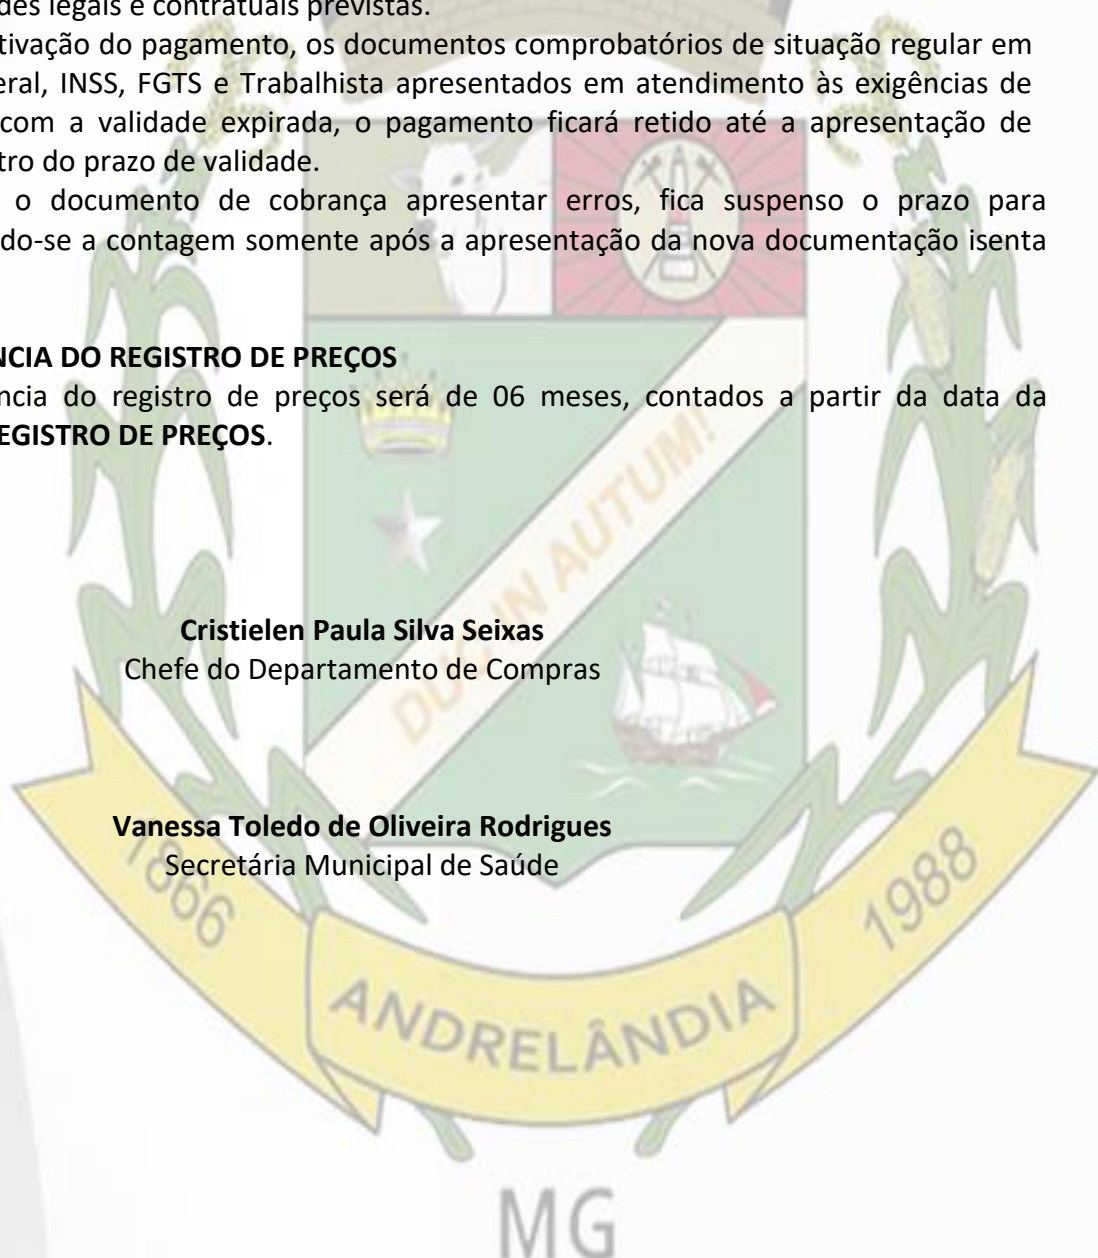 des legais e contratuais previstas.
tivação do pagamento, os documentos comprobatórios de situação regular em
eral, INSS, FGTS e Trabalhista apresentados em atendimento às exigências de
com a validade expirada, o pagamento ficará retido até a apresentação de
tro do prazo de validade.
o documento de cobrança apresentar erros, fica suspenso o prazo para
do-se a contagem somente após a apresentação da nova documentação isenta
NCIA DO REGISTRO DE PREÇOS
ncia do registro de preços será de 06 meses, contados a partir da data da
EGISTRO DE PREÇOS.
DUC IN AUTUM!
Cristielen Paula Silva Seixas
Chefe do Departamento de Compras
Vanessa Toledo de Oliveira Rodrigues
Secretária Municipal de Saúde
1866
1988
ANDRELÂNDIA
MG